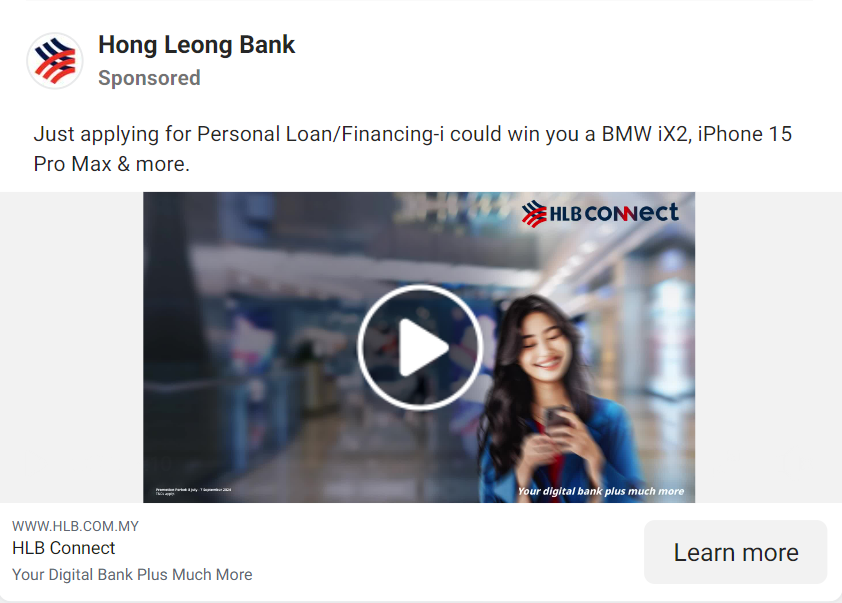 Hong Leong Bank
Sponsored
Just applying for Personal Loan/Financing-i could win you a BMW iX2, iPhone 15
Pro Max & more.
HLB CONNECT
Promotion Period: 8 July - 7 September 2024
T&Cs apply
Your digital bank plus much more
WWW.HLB.COM.MY
HLB Connect
Your Digital Bank Plus Much More
Learn more